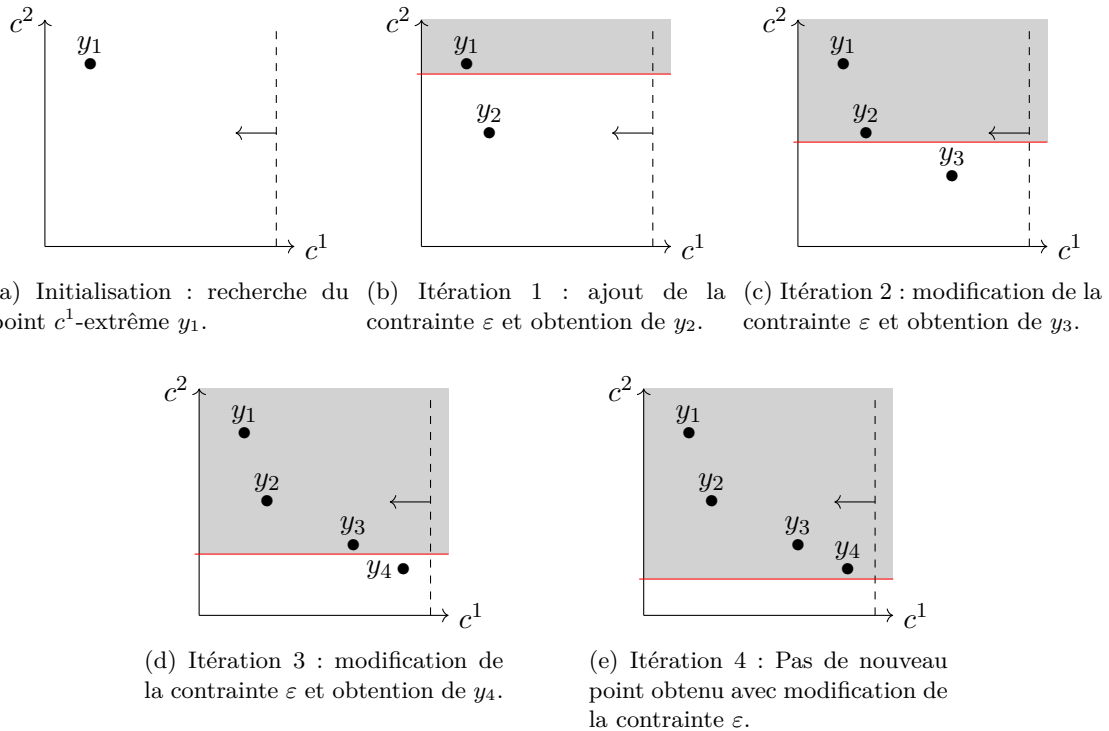 c²
y₁
c¹
a) Initialisation : recherche du
point c¹-extrême y₁.
c²
y₁
y₂
(b) Itération 1 : ajout de la
contrainte ε et obtention de y₂.
c²
y₁
y₂
y₃
c¹
(c) Itération 2 : modification de la
contrainte ε et obtention de y₃.
c²
y₁
y₂
y₃
y₄
c¹
(d) Itération 3 : modification de
la contrainte ε et obtention de y₄.
c²
y₁
y₂
y₃
y₄
c¹
(e) Itération 4 : Pas de nouveau
point obtenu avec modification de
la contrainte ε.